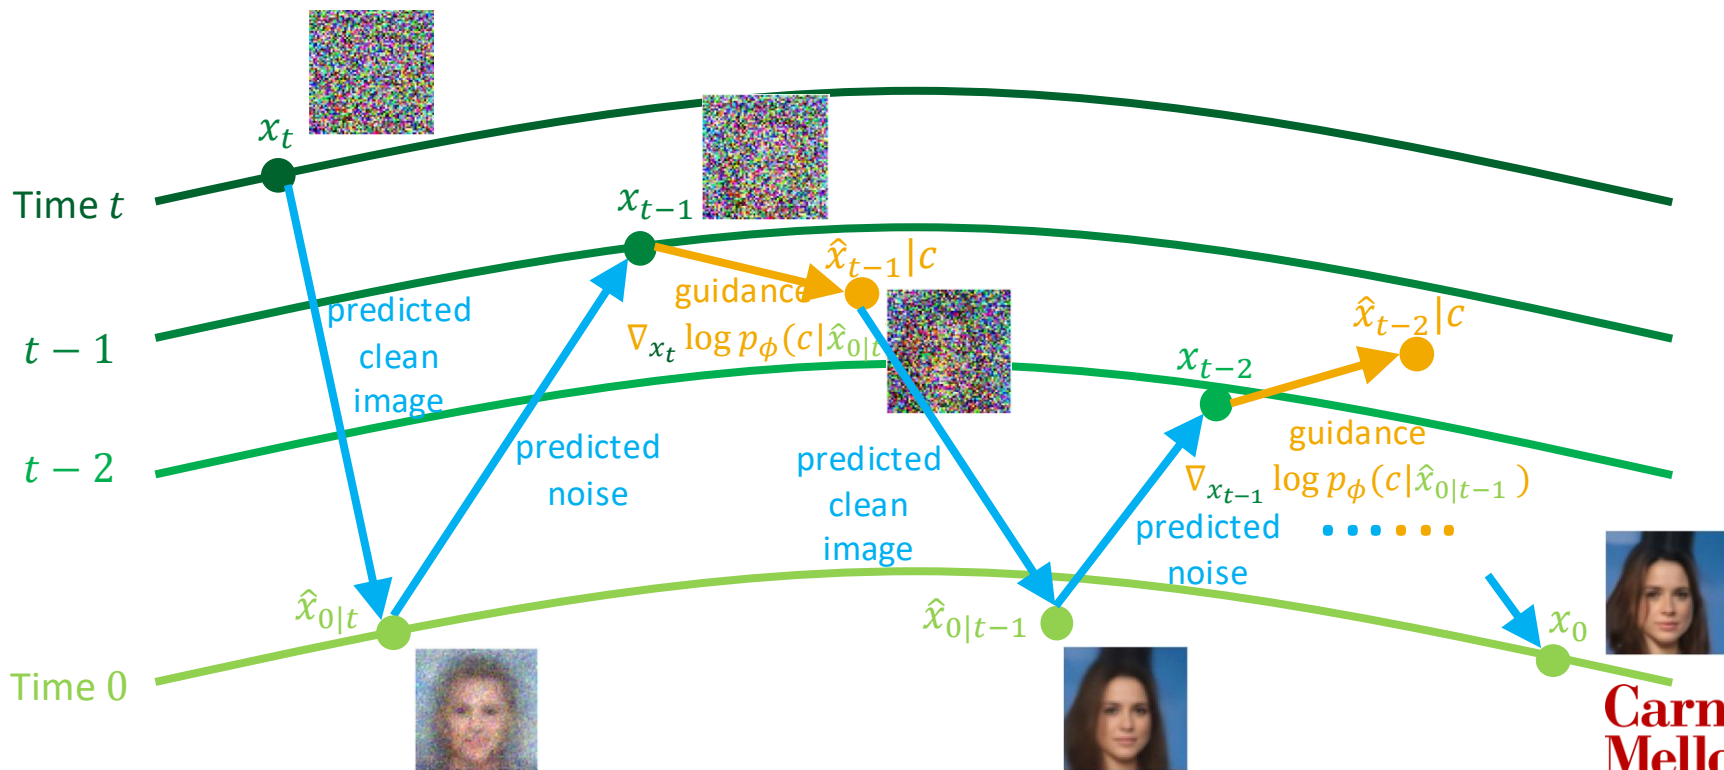 x_t
Time t
x_{t−1}
x̂_{t−1}|c
guidance
∇_{x_t} log p_ϕ(c|x̂_{0|t}
predicted
clean
image
t − 1
x̂_{t−2}|c
x_{t−2}
t − 2
predicted
noise
predicted
clean
image
guidance
∇_{x_{t−1}} log p_ϕ(c|x̂_{0|t−1} )
predicted
noise
x̂_{0|t}
x̂_{0|t−1}
x_0
Time 0
Carn
Mello